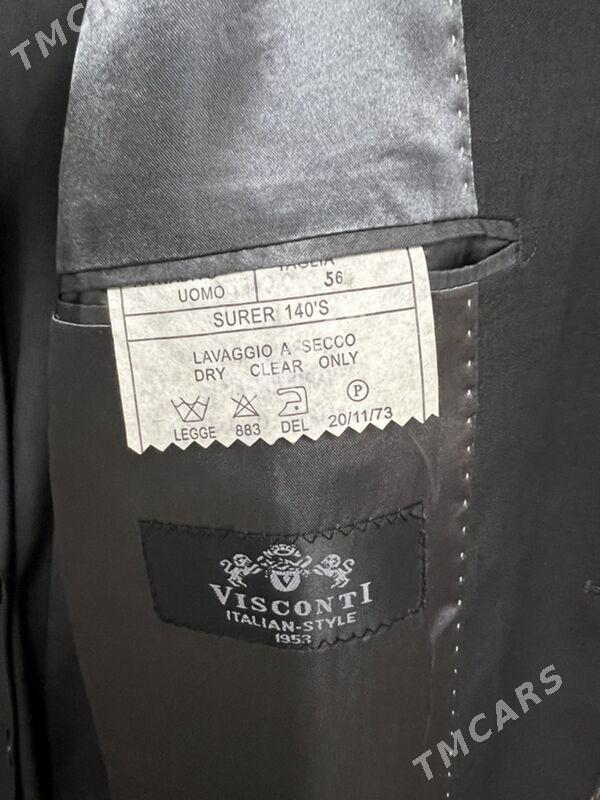 TAGLIA
UOMO
56
SURER 140'S
LAVAGGIO A SECCO
DRY CLEAR ONLY
P
LEGGE 883 DEL 20/11/73
V
VISCONTI
ITALIAN-STYLE
1953
TMCARS